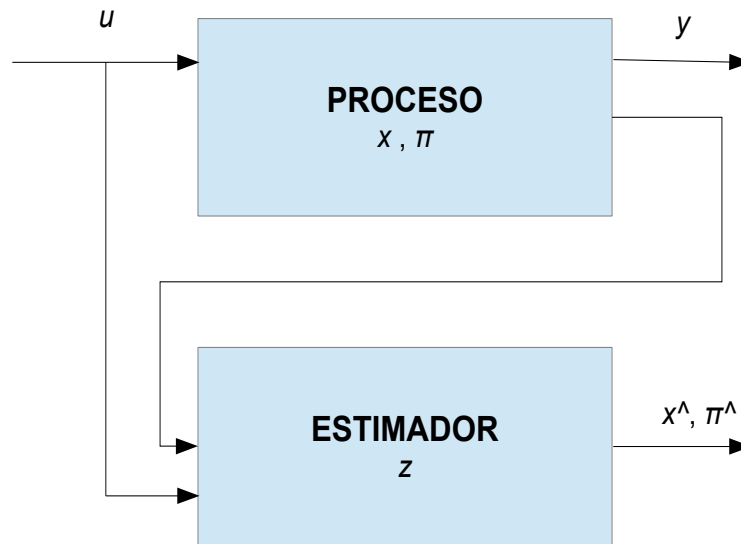 u
y
PROCESO
x , π
x^, π^
ESTIMADOR
z